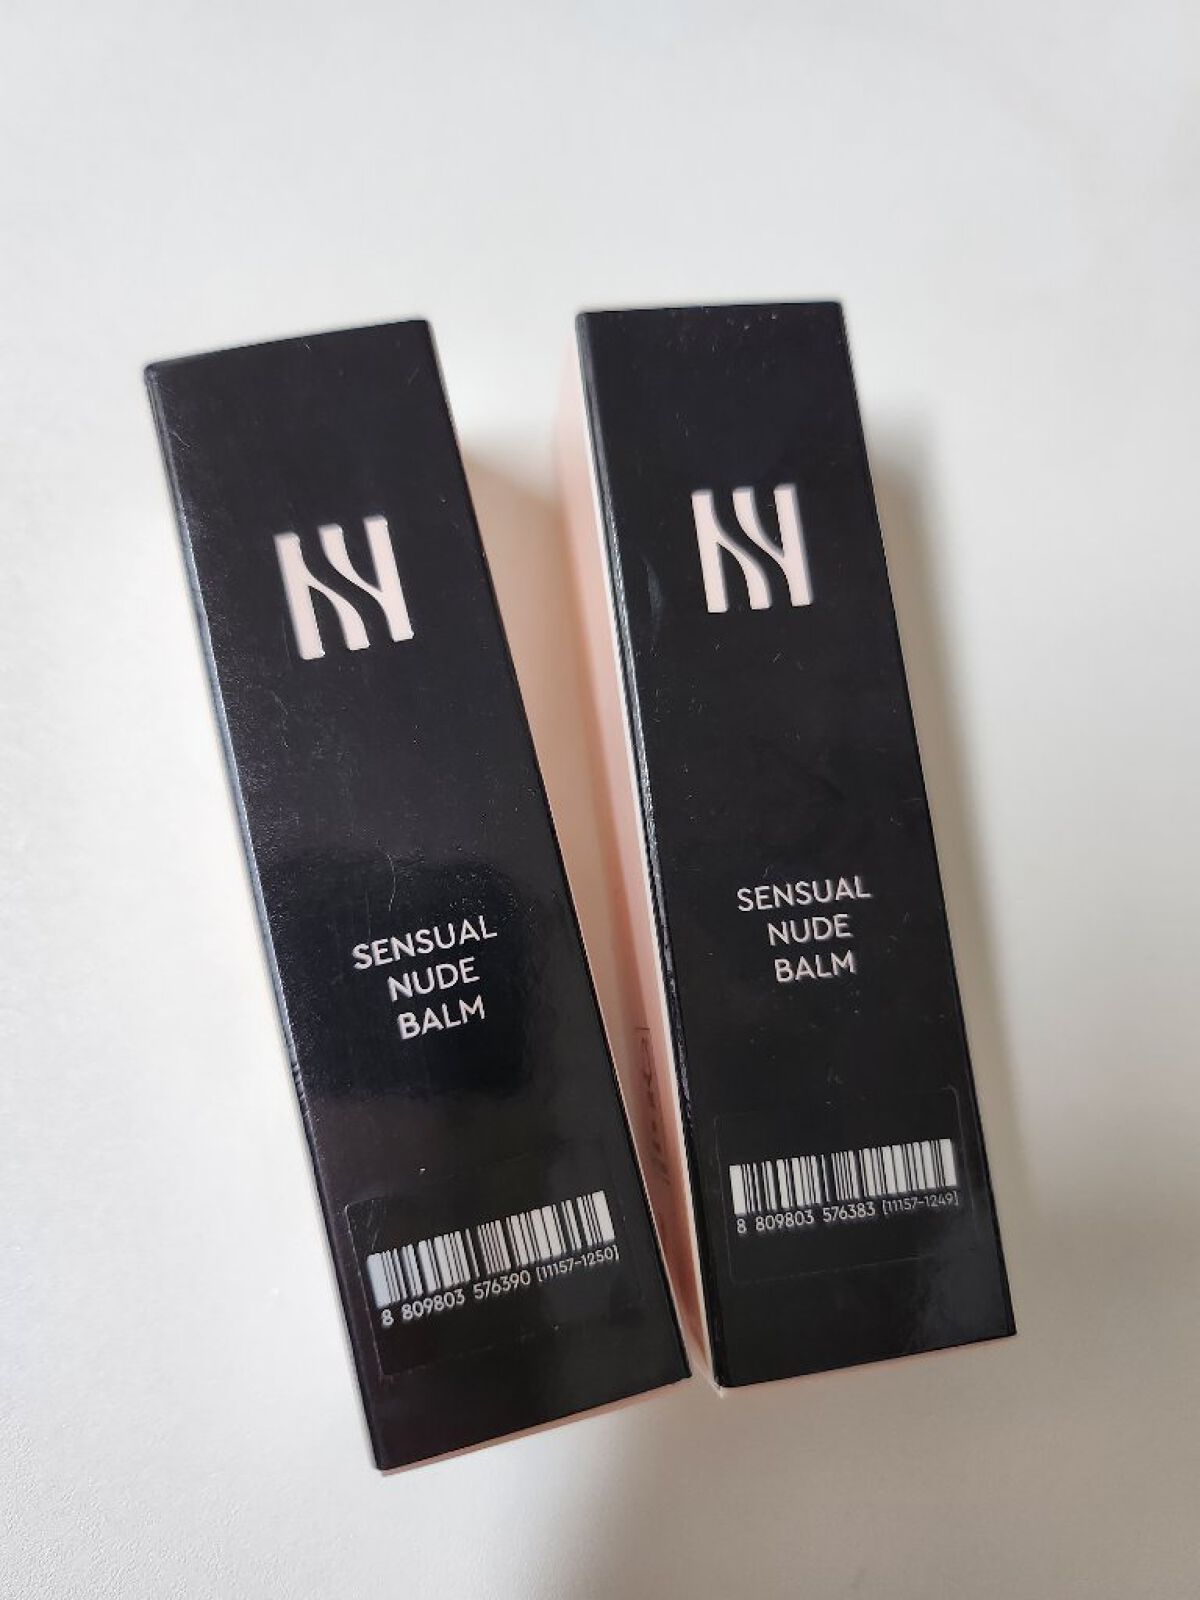 SENSUAL
NUDE
BALM
8 809803 576390 [11157-1250]
SENSUAL
NUDE
BALM
8 809803 576383 [11157-1249]